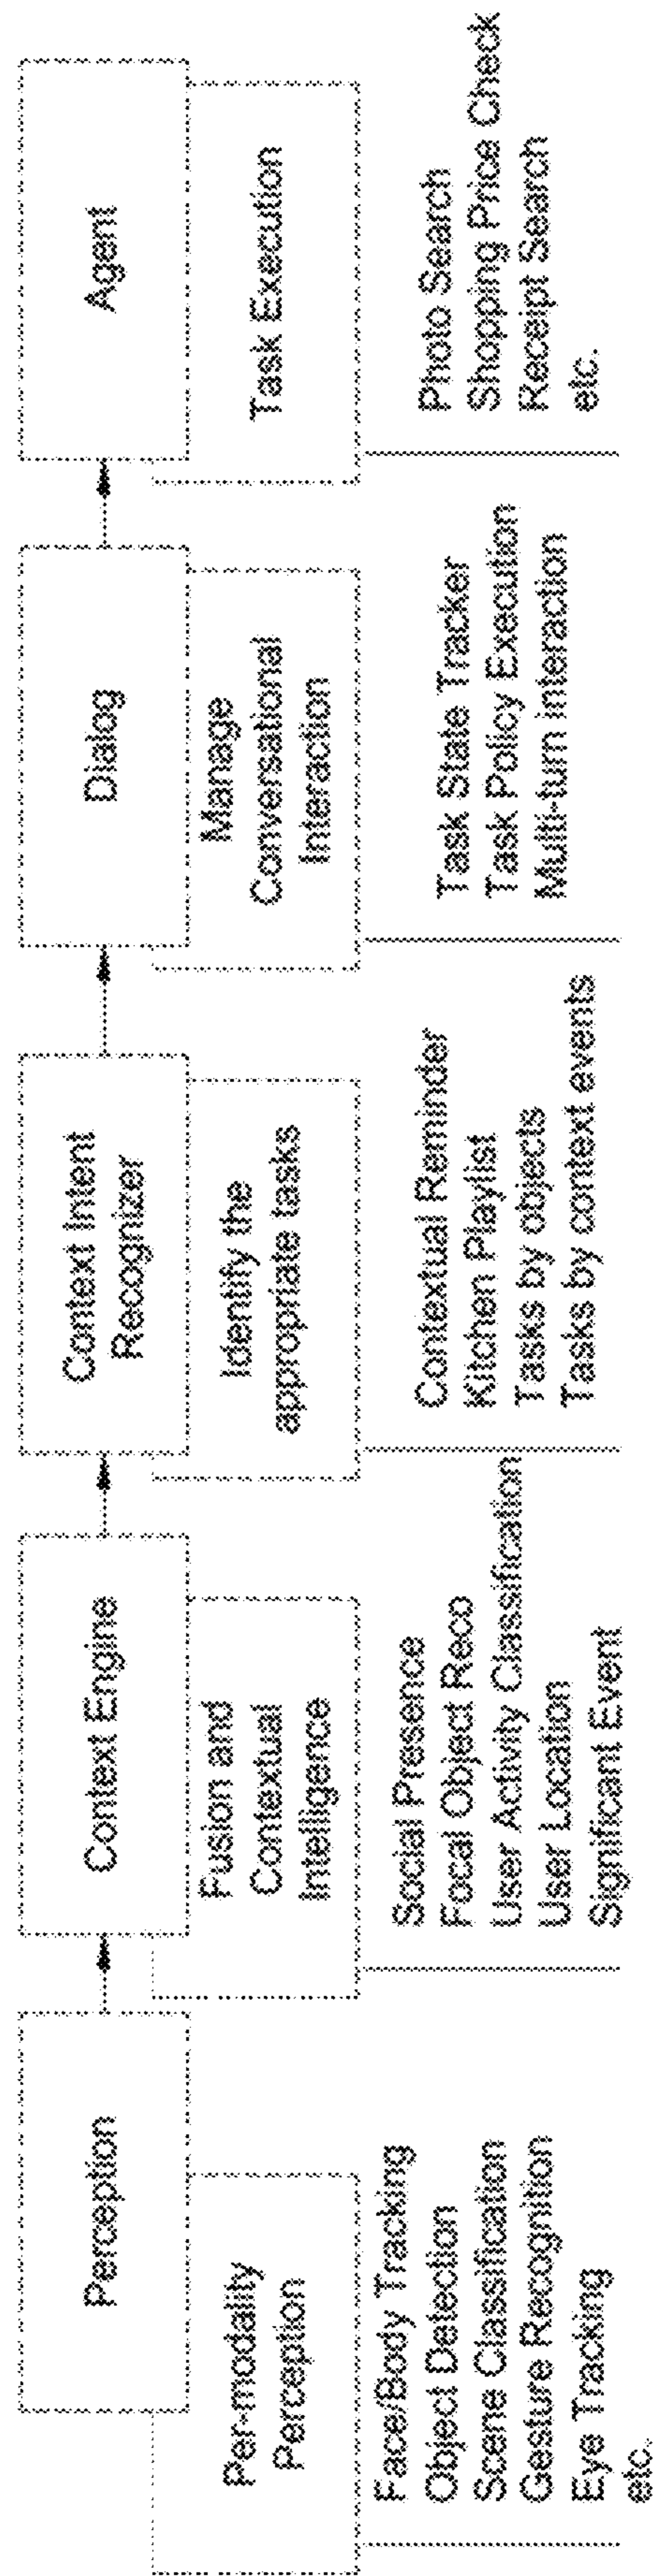 Perception
Per-modality
Perception
Face/Body Tracking
Object Detection
Scene Classification
Gesture Recognition
Eye Tracking
etc.
Context Engine
Fusion and
Contextual
Intelligence
Social Presence
Focal Object Reco
User Activity Classification
User Location
Significant Event
Context Intent
Recognizer
Identify the
appropriate tasks
Contextual Reminder
Kitchen Playlist
Tasks by objects
Tasks by context events
Dialog
Manage
Conversational
Interaction
Task State Tracker
Task Policy Execution
Multi-turn interaction
Agent
Task Execution
Photo Search
Shopping Price Check
Receipt Search
etc.